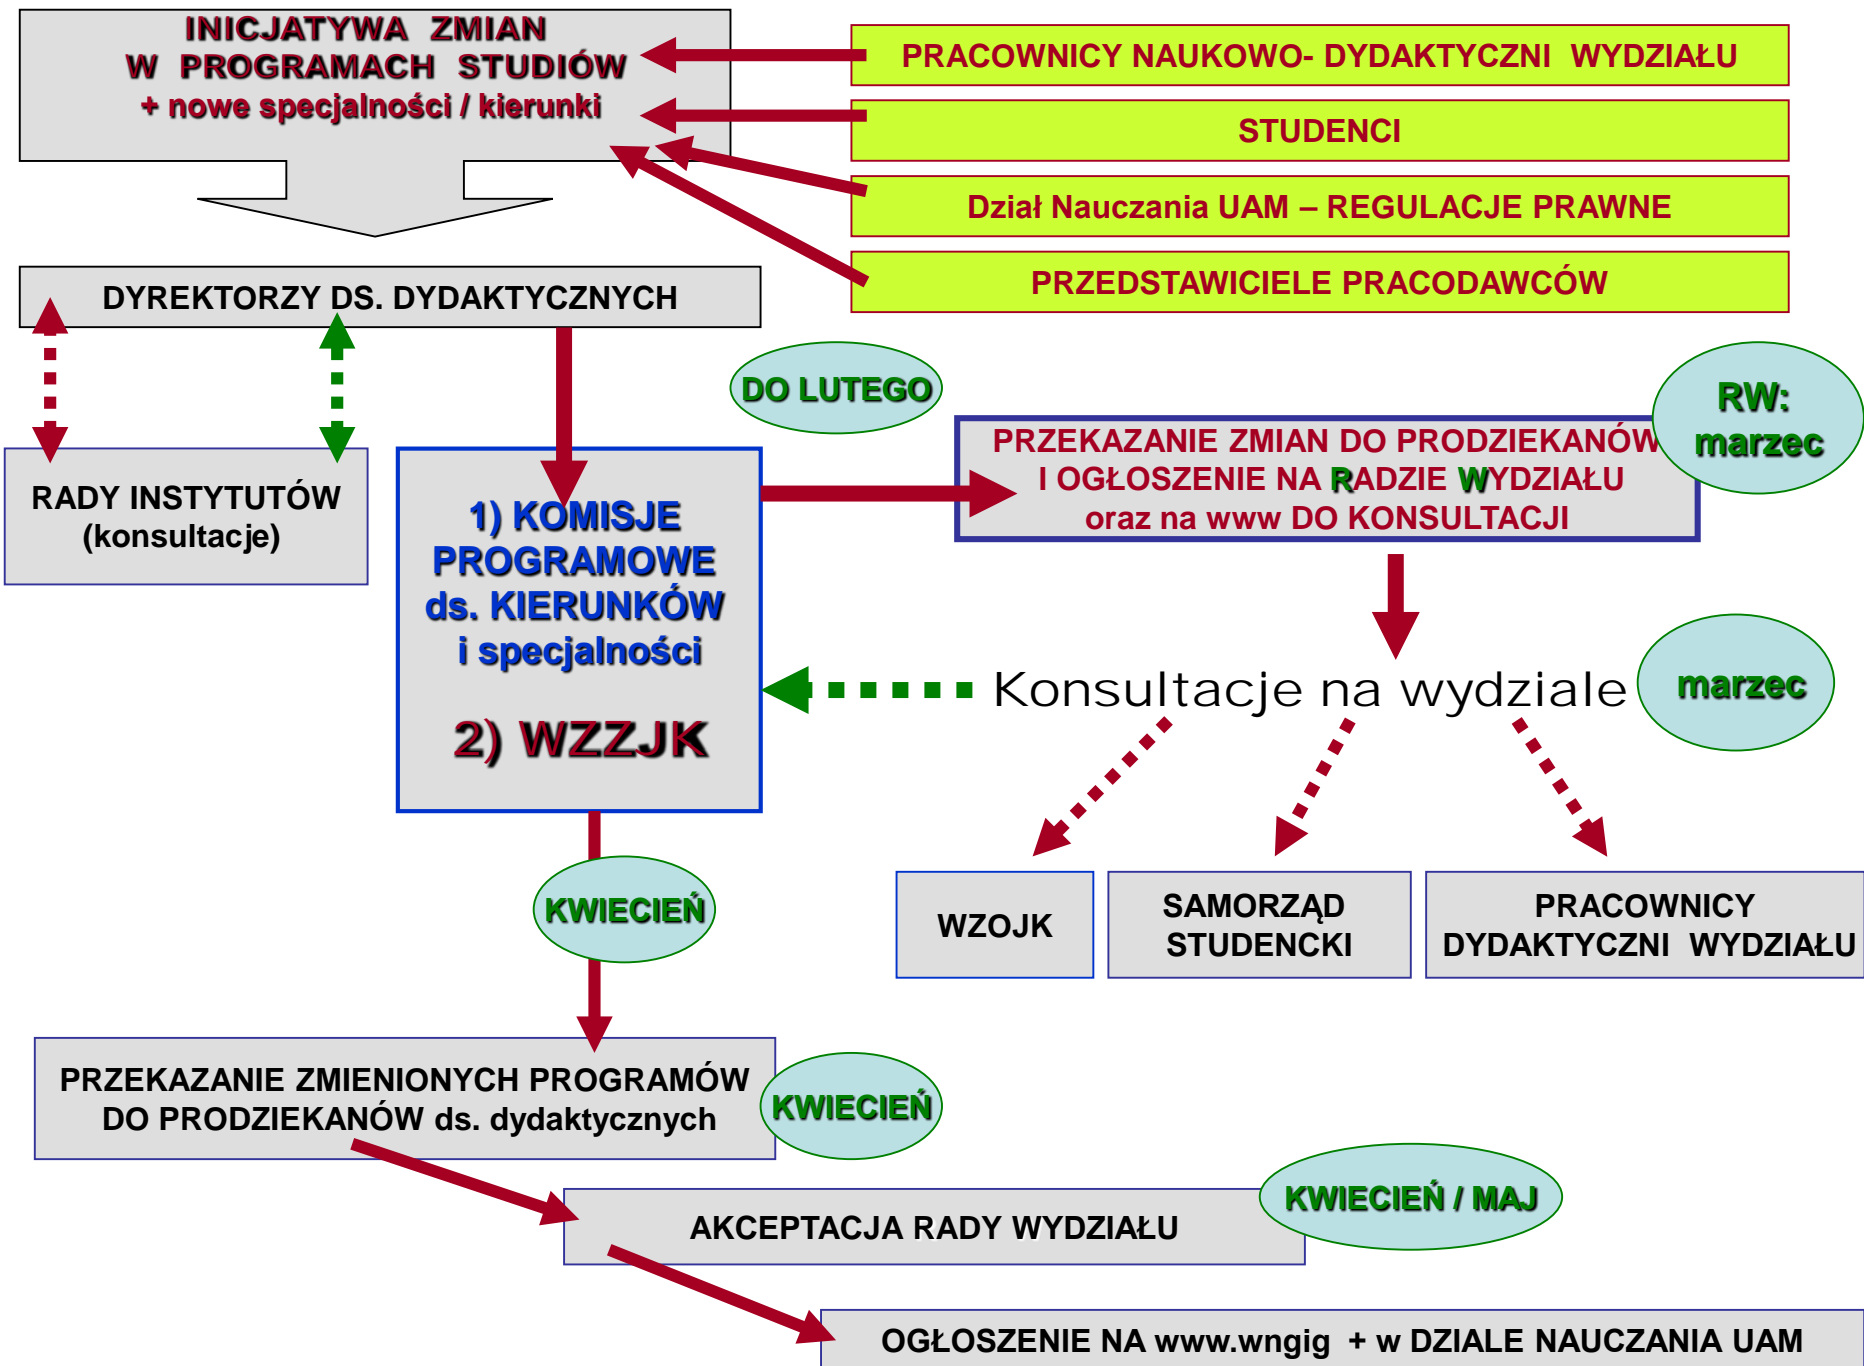 INICJATYWA ZMIAN
W PROGRAMACH STUDIÓW
+ nowe specjalności / kierunki
PRACOWNICY NAUKOWO- DYDAKTYCZNI WYDZIAŁU
STUDENCI
Dział Nauczania UAM – REGULACJE PRAWNE
PRZEDSTAWICIELE PRACODAWCÓW
DYREKTORZY DS. DYDAKTYCZNYCH
DO LUTEGO
RW:
marzec
RADY INSTYTUTÓW
(konsultacje)
1) KOMISJE
PROGRAMOWE
ds. KIERUNKÓW
i specjalności
2) WZZJK
PRZEKAZANIE ZMIAN DO PRODZIEKANÓW
I OGŁOSZENIE NA RADZIE WYDZIAŁU
oraz na www DO KONSULTACJI
Konsultacje na wydziale
marzec
WZOJK
SAMORZĄD
STUDENCKI
PRACOWNICY
DYDAKTYCZNI WYDZIAŁU
KWIECIEŃ
PRZEKAZANIE ZMIENIONYCH PROGRAMÓW
DO PRODZIEKANÓW ds. dydaktycznych
KWIECIEŃ
KWIECIEŃ / MAJ
AKCEPTACJA RADY WYDZIAŁU
OGŁOSZENIE NA www.wngig + w DZIALE NAUCZANIA UAM